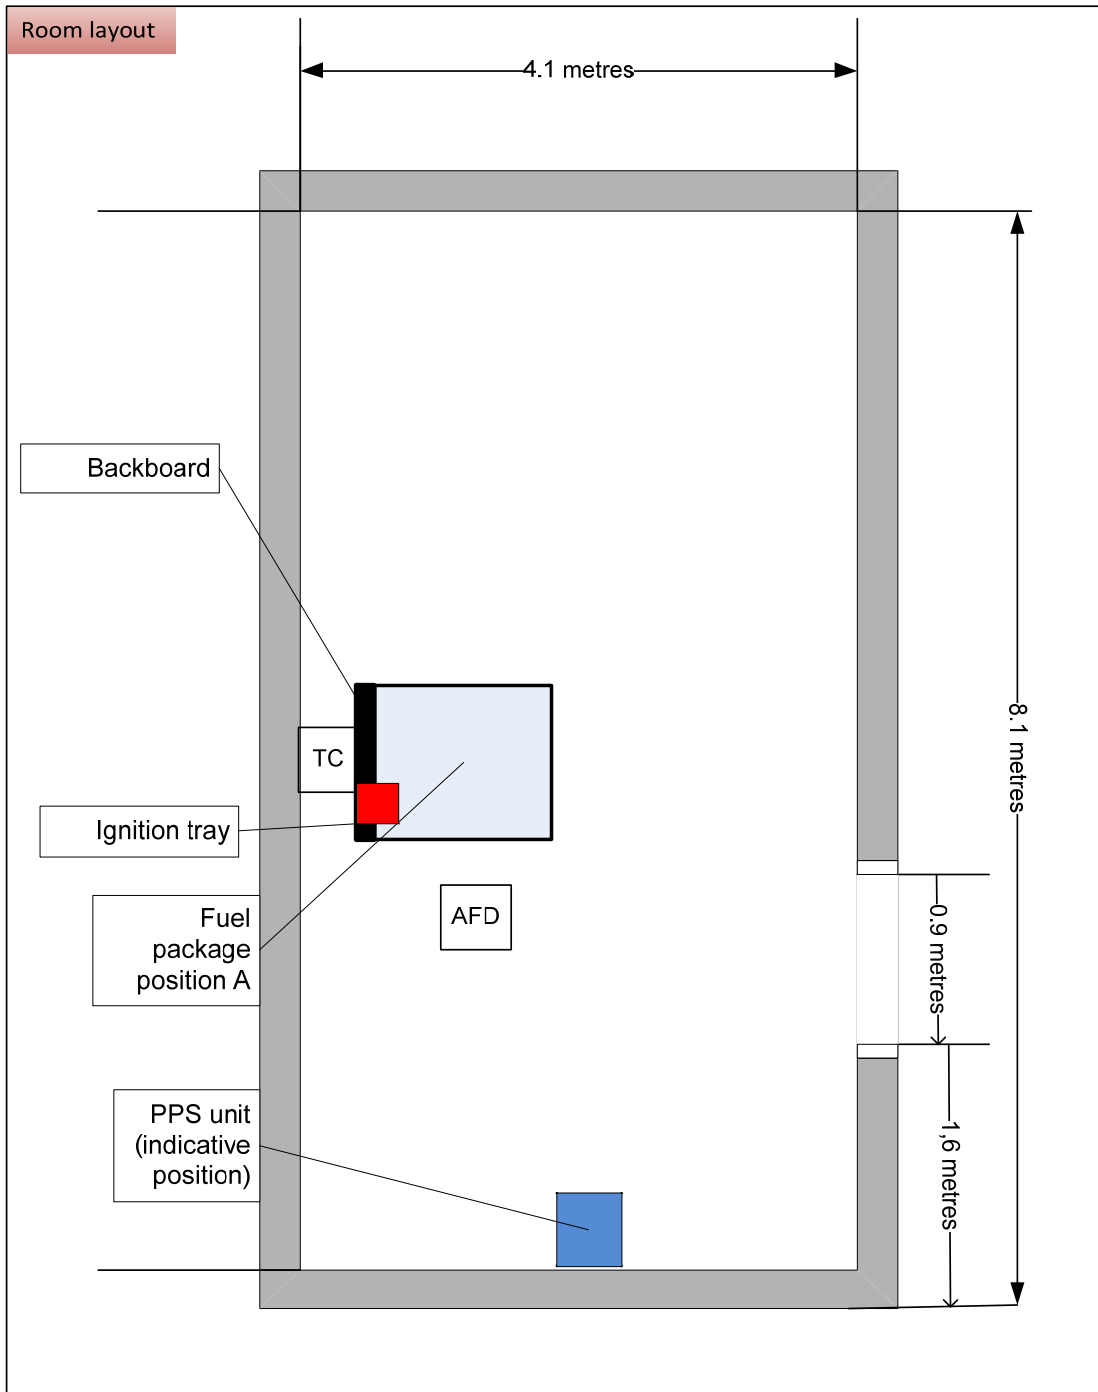 Room layout
4.1 metres
Backboard
8.1 metres
TC
Ignition tray
Fuel
package
position A
AFD
0.9 metres
PPS unit
(indicative
position)
1,6 metres